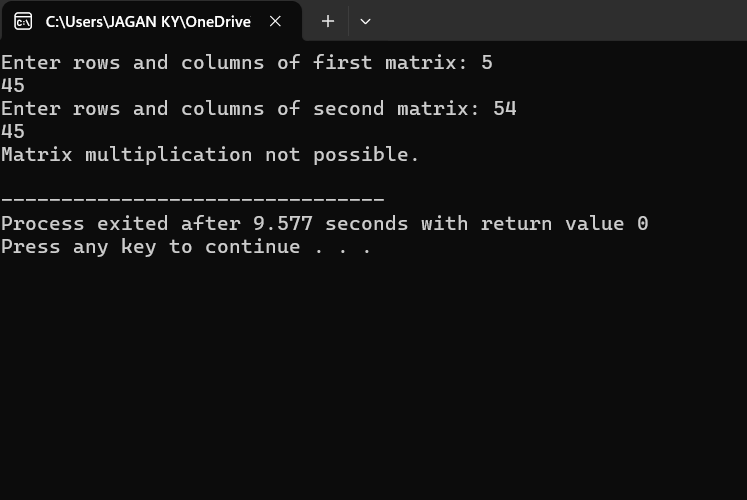 C:\Users\JAGAN KY\OneDrive
Enter rows and columns of first matrix: 5
45
Enter rows and columns of second matrix: 54
45
Matrix multiplication not possible.
--------------------------------
Process exited after 9.577 seconds with return value 0
Press any key to continue . . .